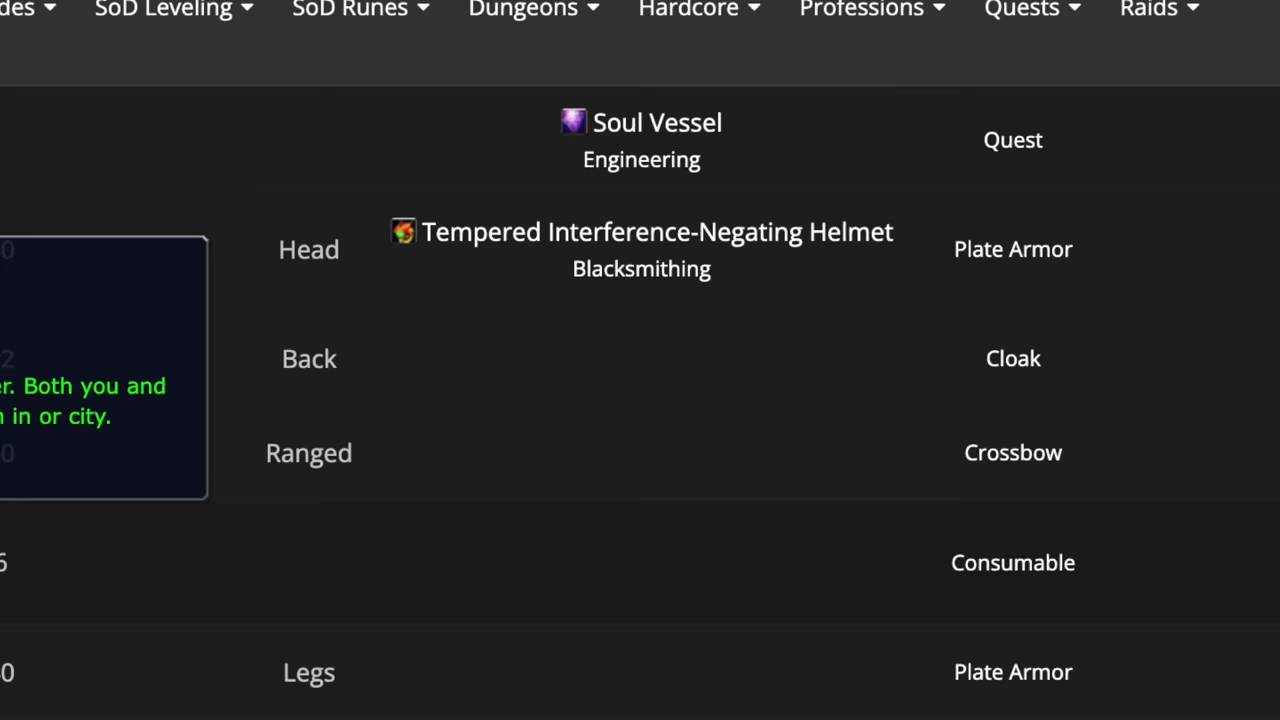 SoD Leveling SoD Runes Dungeons Hardcore Professions Quests Raids
Soul Vessel
Engineering
Quest
Head
Tempered Interference-Negating Helmet
Blacksmithing
Plate Armor
Back
Cloak
er. Both you and
in or city.
Ranged
Crossbow
Consumable
Legs
Plate Armor